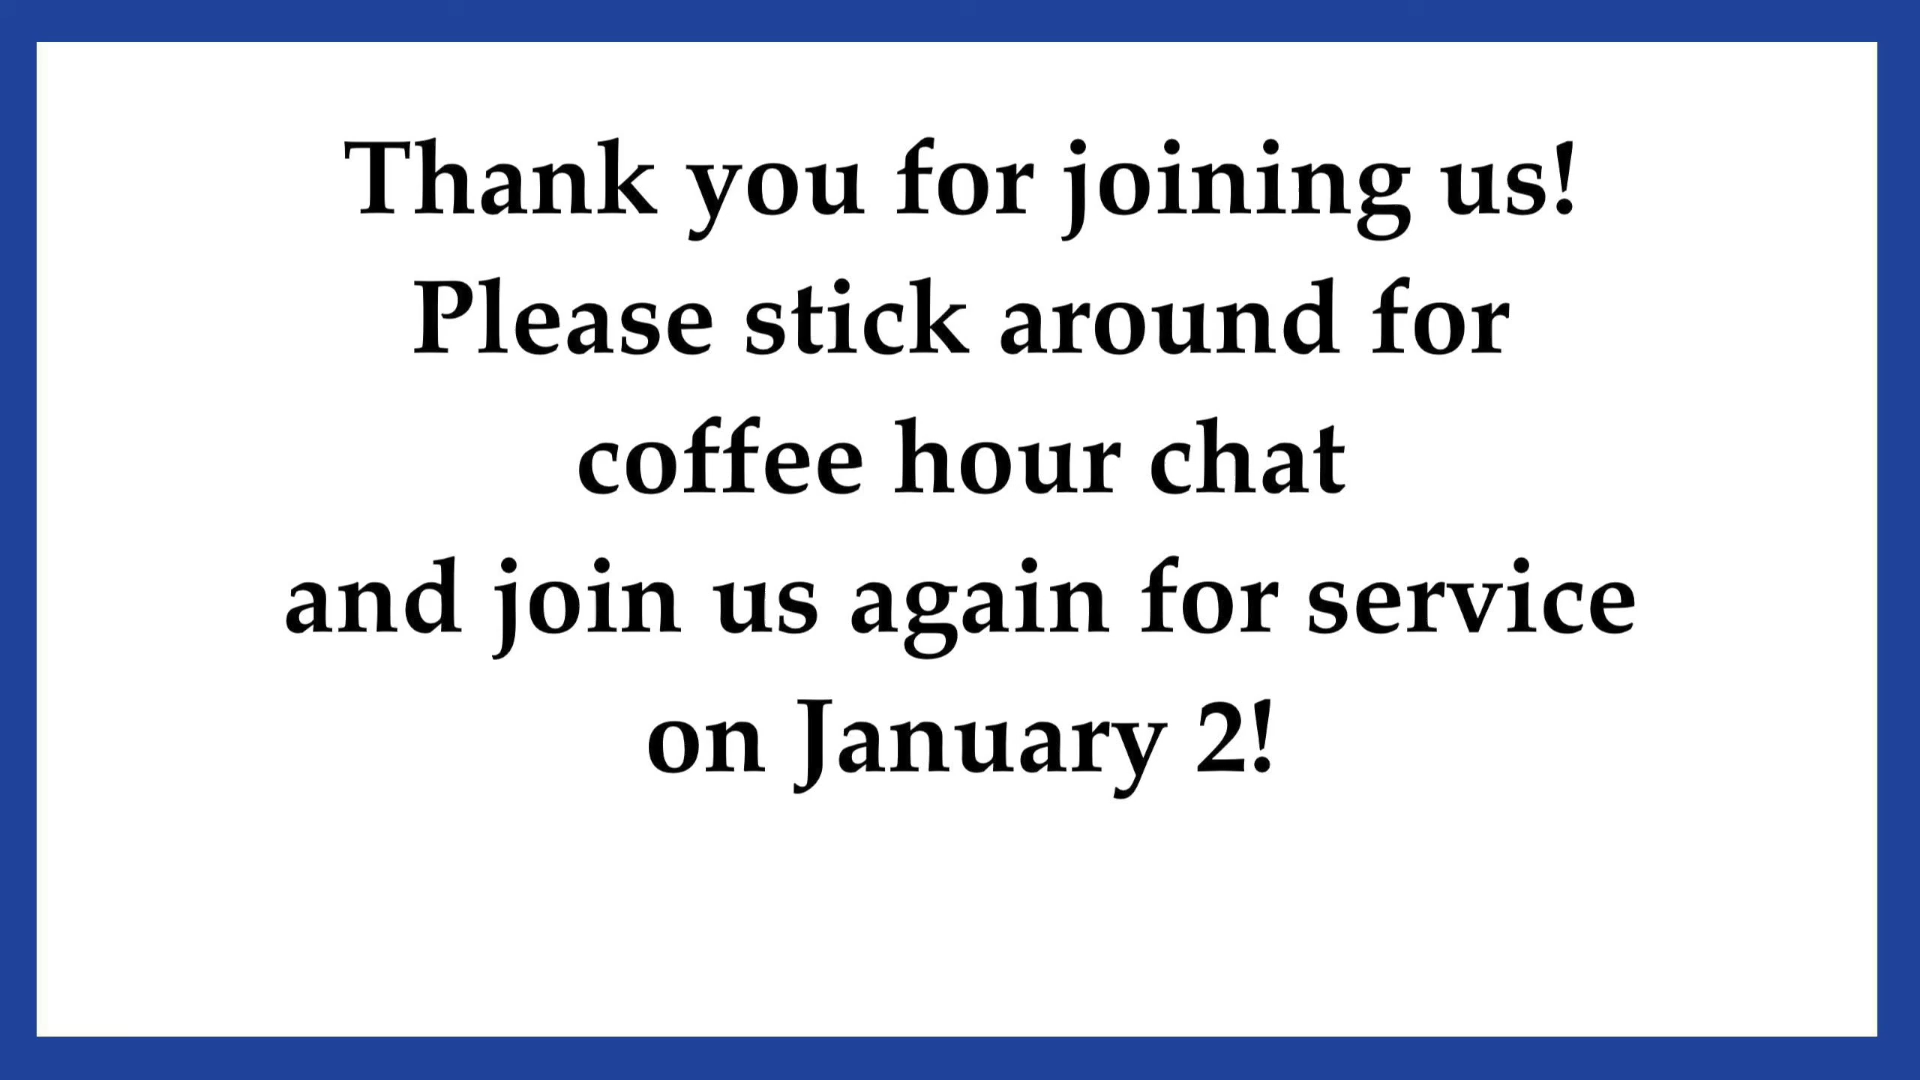 Thank you for joining us!
Please stick around for
coffee hour chat
and join us again for service
on January 2!